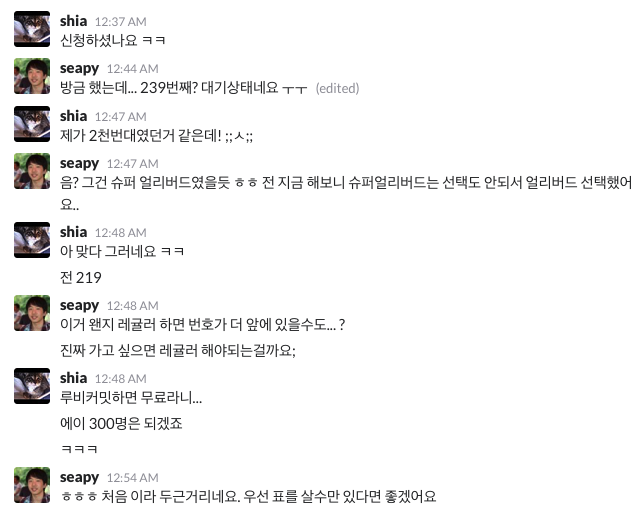 shia 12:37 AM
신청하셨나요 ㅋㅋ
seapy 12:44 AM
방금 했는데... 239번째? 대기상태네요 ㅜㅜ (edited)
shia 12:47 AM
제가 2천번대였던거 같은데! ;;ㅅ;;
seapy 12:47 AM
음? 그건 슈퍼 얼리버드였을듯 ㅎㅎ 전 지금 해보니 슈퍼얼리버드는 선택도 안되서 얼리버드 선택했어
요..
shia 12:48 AM
아 맞다 그러네요 ㅋㅋ
전 219
seapy 12:48 AM
이거 왠지 레귤러 하면 번호가 더 앞에 있을수도... ?
진짜 가고 싶으면 레귤러 해야되는걸까요;
shia 12:48 AM
루비커밋하면 무료라니...
에이 300명은 되겠죠
ㅋㅋㅋ
seapy 12:54 AM
ㅎㅎㅎ 처음 이라 두근거리네요. 우선 표를 살수만 있다면 좋겠어요